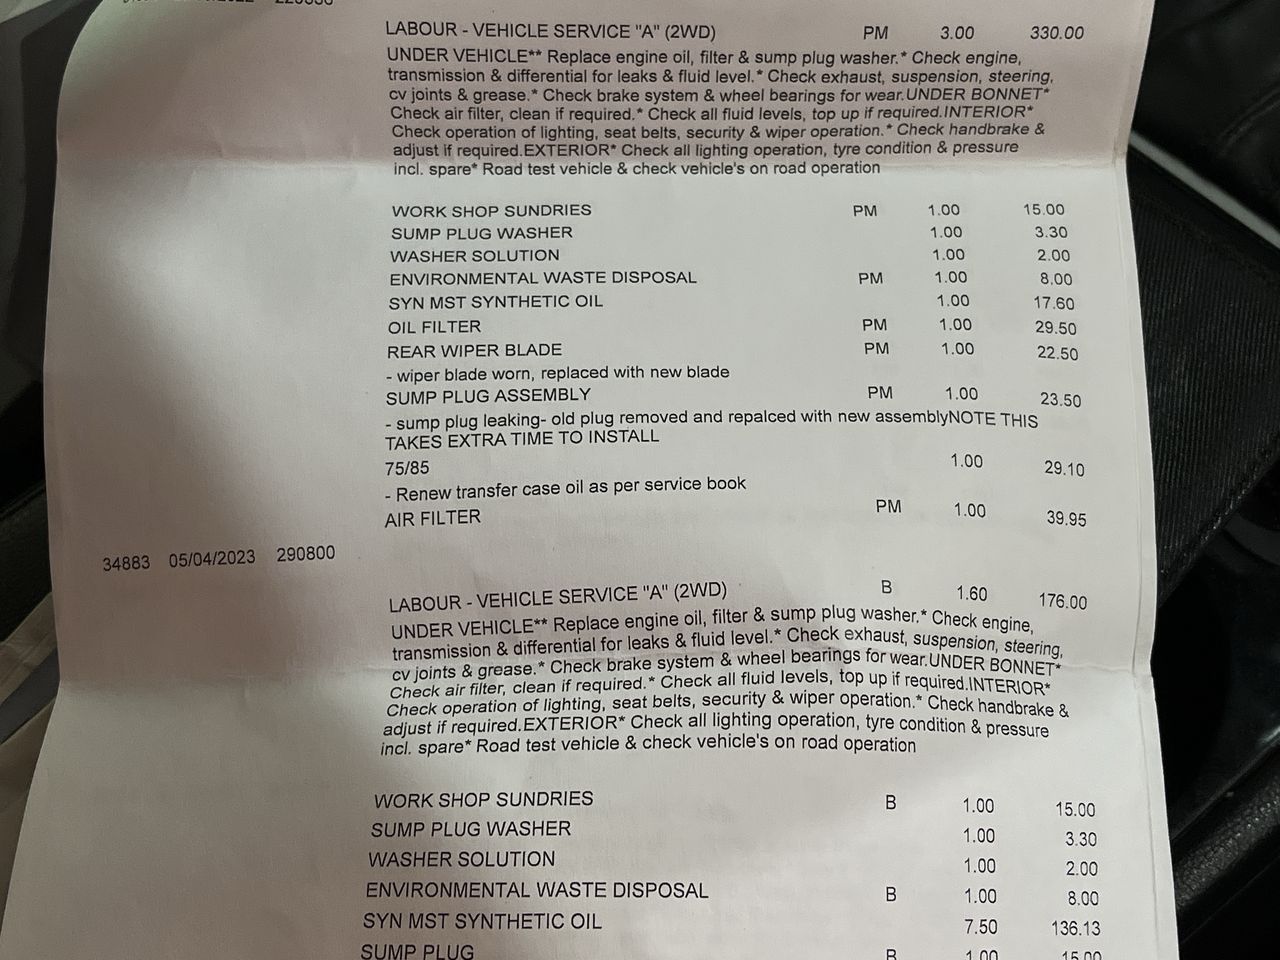 LABOUR - VEHICLE SERVICE "A" (2WD) PM 3.00 330.00
UNDER VEHICLE** Replace engine oil, filter & sump plug washer.* Check engine,
transmission & differential for leaks & fluid level.* Check exhaust, suspension, steering,
cv joints & grease.* Check brake system & wheel bearings for wear.UNDER BONNET*
Check air filter, clean if required.* Check all fluid levels, top up if required.INTERIOR*
Check operation of lighting, seat belts, security & wiper operation.* Check handbrake &
adjust if required.EXTERIOR* Check all lighting operation, tyre condition & pressure
incl. spare* Road test vehicle & check vehicle's on road operation
WORK SHOP SUNDRIES PM 1.00 15.00
SUMP PLUG WASHER 1.00 3.30
WASHER SOLUTION 1.00 2.00
ENVIRONMENTAL WASTE DISPOSAL PM 1.00 8.00
SYN MST SYNTHETIC OIL 1.00 17.60
OIL FILTER PM 1.00 29.50
REAR WIPER BLADE PM 1.00 22.50
- wiper blade worn, replaced with new blade
SUMP PLUG ASSEMBLY PM 1.00 23.50
- sump plug leaking- old plug removed and repalced with new assemblyNOTE THIS
TAKES EXTRA TIME TO INSTALL
75/85 1.00 29.10
- Renew transfer case oil as per service book
AIR FILTER PM 1.00 39.95
34883 05/04/2023 290800
LABOUR - VEHICLE SERVICE "A" (2WD) B 1.60 176.00
UNDER VEHICLE** Replace engine oil, filter & sump plug washer.* Check engine,
transmission & differential for leaks & fluid level.* Check exhaust, suspension, steering,
cv joints & grease.* Check brake system & wheel bearings for wear.UNDER BONNET*
Check air filter, clean if required.* Check all fluid levels, top up if required.INTERIOR*
Check operation of lighting, seat belts, security & wiper operation.* Check handbrake &
adjust if required.EXTERIOR* Check all lighting operation, tyre condition & pressure
incl. spare* Road test vehicle & check vehicle's on road operation
WORK SHOP SUNDRIES B 1.00 15.00
SUMP PLUG WASHER 1.00 3.30
WASHER SOLUTION 1.00 2.00
ENVIRONMENTAL WASTE DISPOSAL B 1.00 8.00
SYN MST SYNTHETIC OIL 7.50 136.13
SUMP PLUG B 1.00 15.00